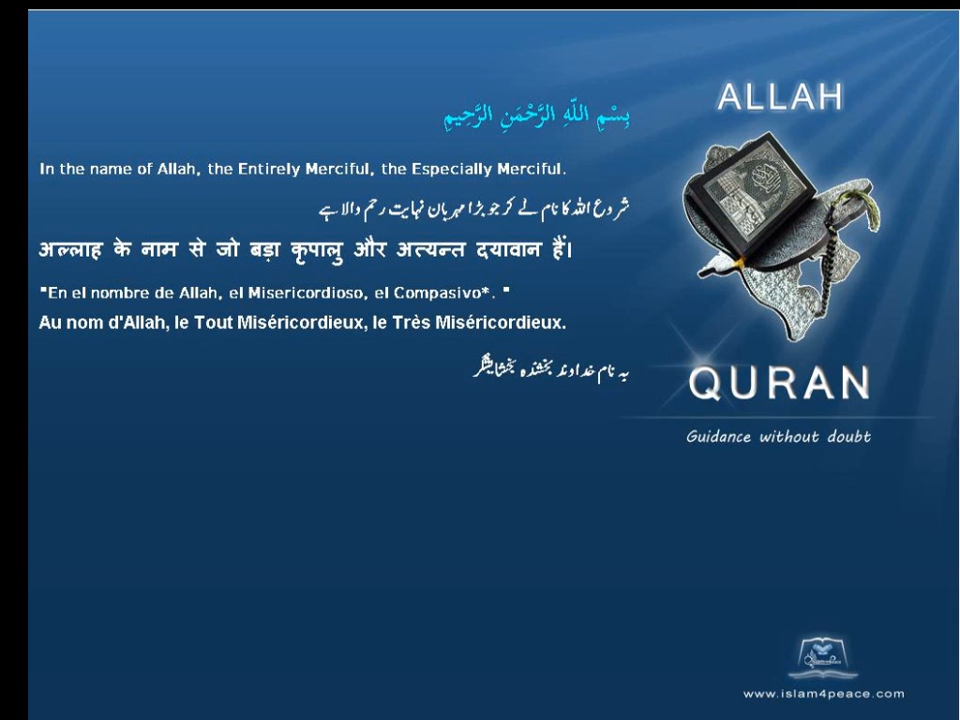 بِسْمِ اللّهِ الرَّحْمَنِ الرَّحِيمِ
In the name of Allah, the Entirely Merciful, the Especially Merciful.
شروع الله کا نام لے کر جو بڑا مہربان نہایت رحم والا ہے
अल्लाह के नाम से जो बड़ा कृपालु और अत्यन्त दयावान हैं।
"En el nombre de Allah, el Misericordioso, el Compasivo*. "
Au nom d'Allah, le Tout Miséricordieux, le Très Miséricordieux.
به نام خداوند بخشنده بخشایشگر
ALLAH
QURAN
Guidance without doubt
www.islam4peace.com